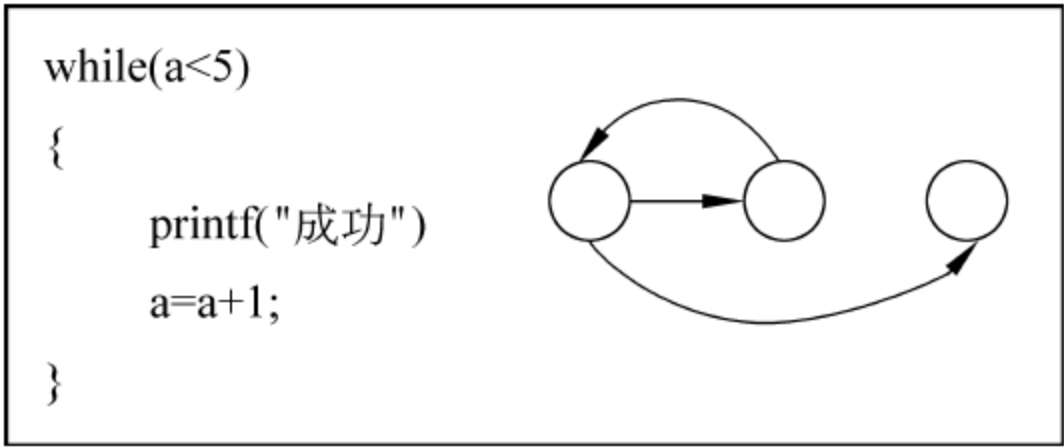 while(a<5)
{
printf("成功")
a=a+1;
}